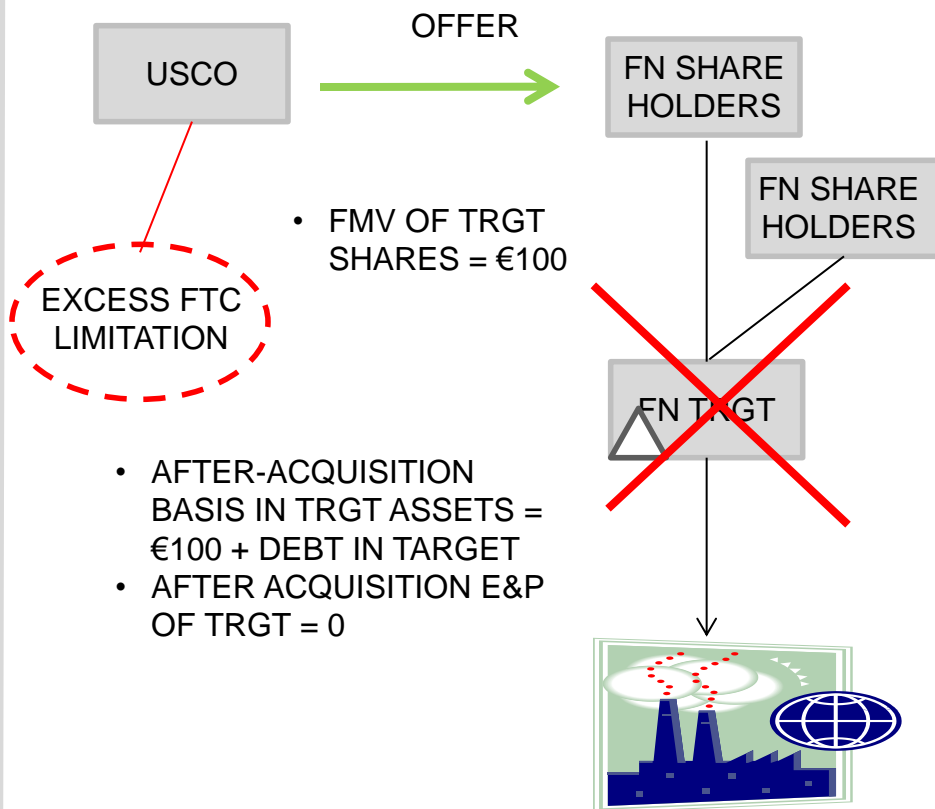 OFFER
USCO
FN SHARE
HOLDERS
FN SHARE
HOLDERS
• FMV OF TRGT
SHARES = €100
EXCESS FTC
LIMITATION
FN TRGT
• AFTER-ACQUISITION
BASIS IN TRGT ASSETS =
€100 + DEBT IN TARGET
• AFTER ACQUISITION E&P
OF TRGT = 0